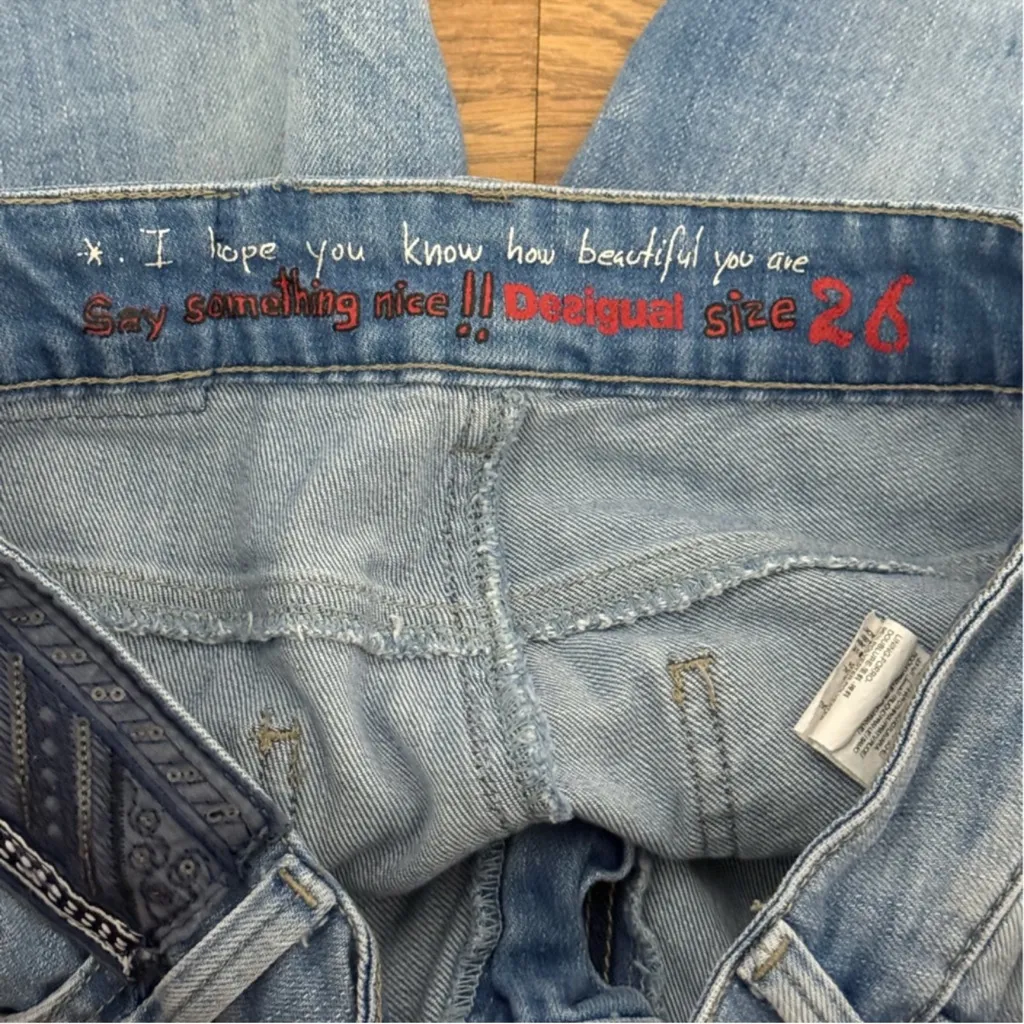 *. I hope you know how beautiful you are
Say something nice!! Desigual size 26